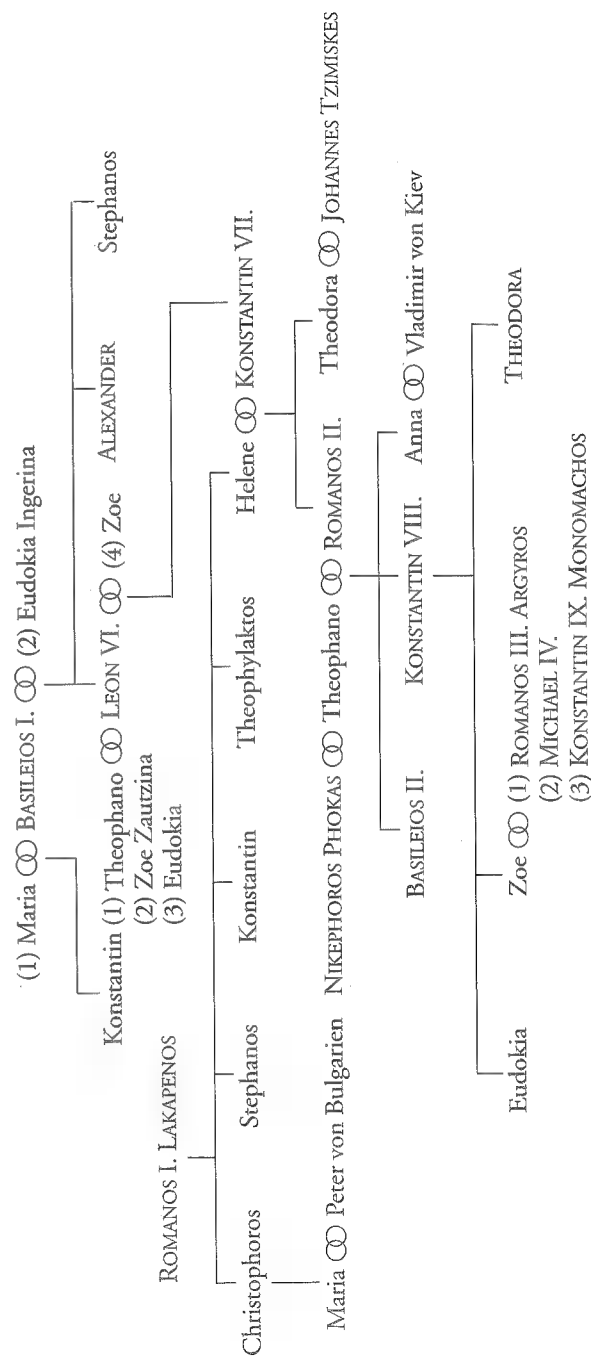 (1) Maria ⚭ BASILEIOS I. ⚭ (2) Eudokia Ingerina
Konstantin (1) Theophano ⚭ LEON VI. ⚭ (4) Zoe ALEXANDER Stephanos
(2) Zoe Zautzina
(3) Eudokia
ROMANOS I. LAKAPENOS
Christophoros Stephanos Konstantin Theophylaktos Helene ⚭ KONSTANTIN VII.
Maria ⚭ Peter von Bulgarien NIKEPHOROS PHOKAS ⚭ Theophano ⚭ ROMANOS II. Theodora ⚭ JOHANNES TZIMISKES
BASILEIOS II. KONSTANTIN VIII. Anna ⚭ Vladimir von Kiev
Eudokia Zoe ⚭ (1) ROMANOS III. ARGYROS THEODORA
(2) MICHAEL IV.
(3) KONSTANTIN IX. MONOMACHOS